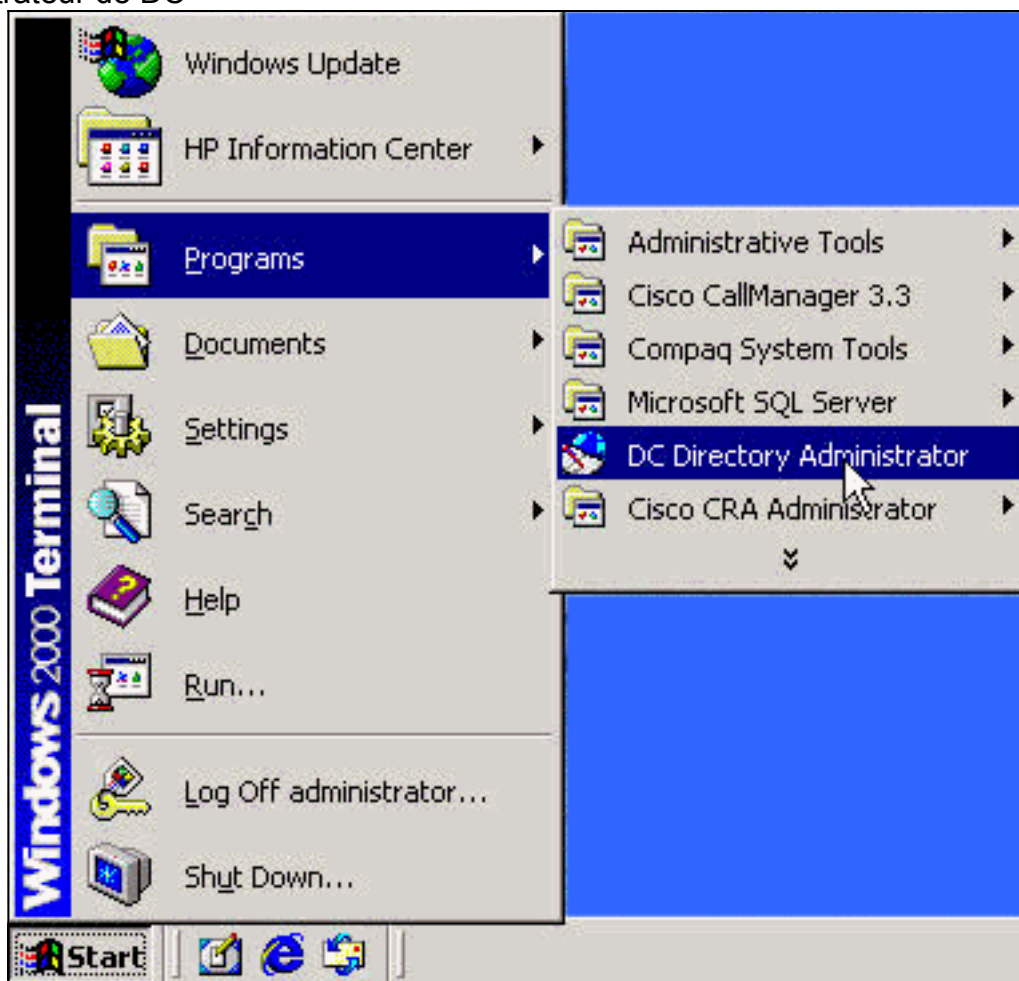 Windows Update
HP Information Center
Programs
Documents
Settings
Search
Help
Run...
Log Off administrator...
Shut Down...
Windows 2000 Terminal
Administrative Tools
Cisco CallManager 3.3
Compaq System Tools
Microsoft SQL Server
DC Directory Administrator
Cisco CRA Administrator
Start